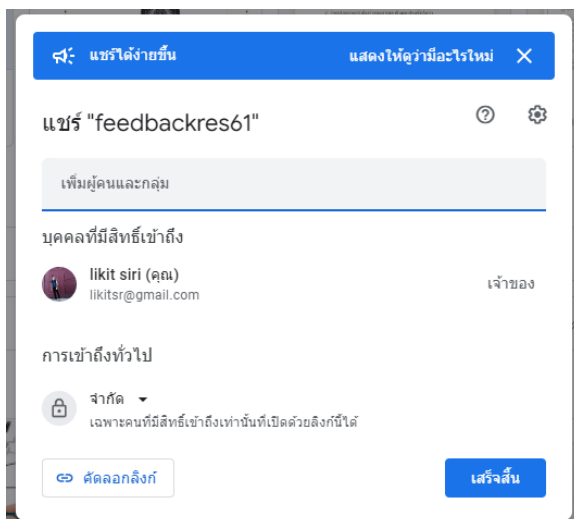 แชร์ได้ง่ายขึ้น แสดงให้ดูว่ามีอะไรใหม่
แชร์ "feedbackres61"
เพิ่มผู้คนและกลุ่ม
บุคคลที่มีสิทธิ์เข้าถึง
likit siri (คุณ)
likitsr@gmail.com
เจ้าของ
การเข้าถึงทั่วไป
จำกัด
เฉพาะคนที่มีสิทธิ์เข้าถึงเท่านั้นที่เปิดด้วยลิงก์นี้ได้
คัดลอกลิงก์ เสร็จสิ้น